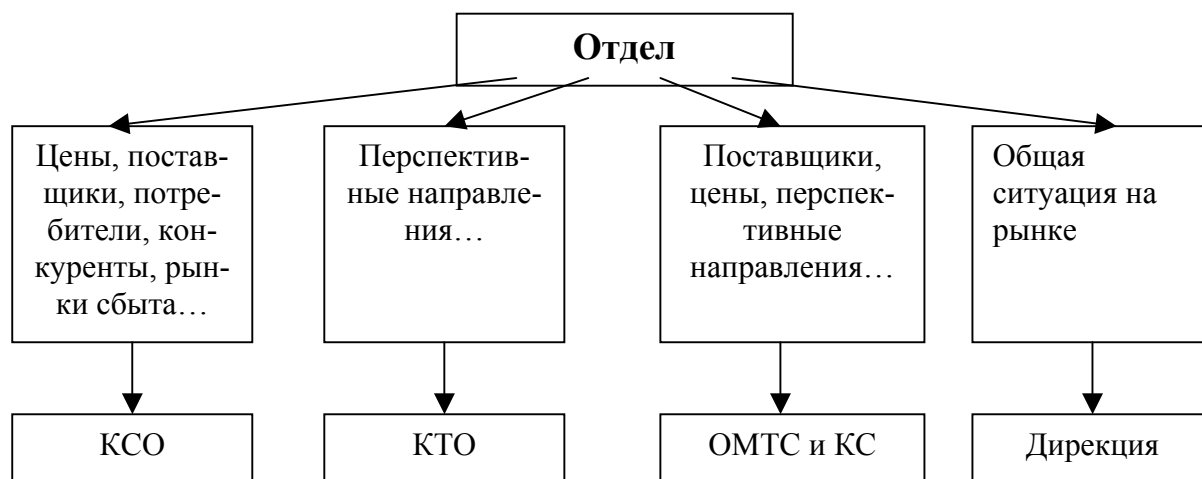 Отдел
Цены, постав-
щики, потре-
бители, кон-
куренты, рын-
ки сбыта…
Перспектив-
ные направле-
ния…
Поставщики,
цены, перспек-
тивные
направления…
Общая
ситуация на
рынке
КСО
КТО
ОМТС и КС
Дирекция